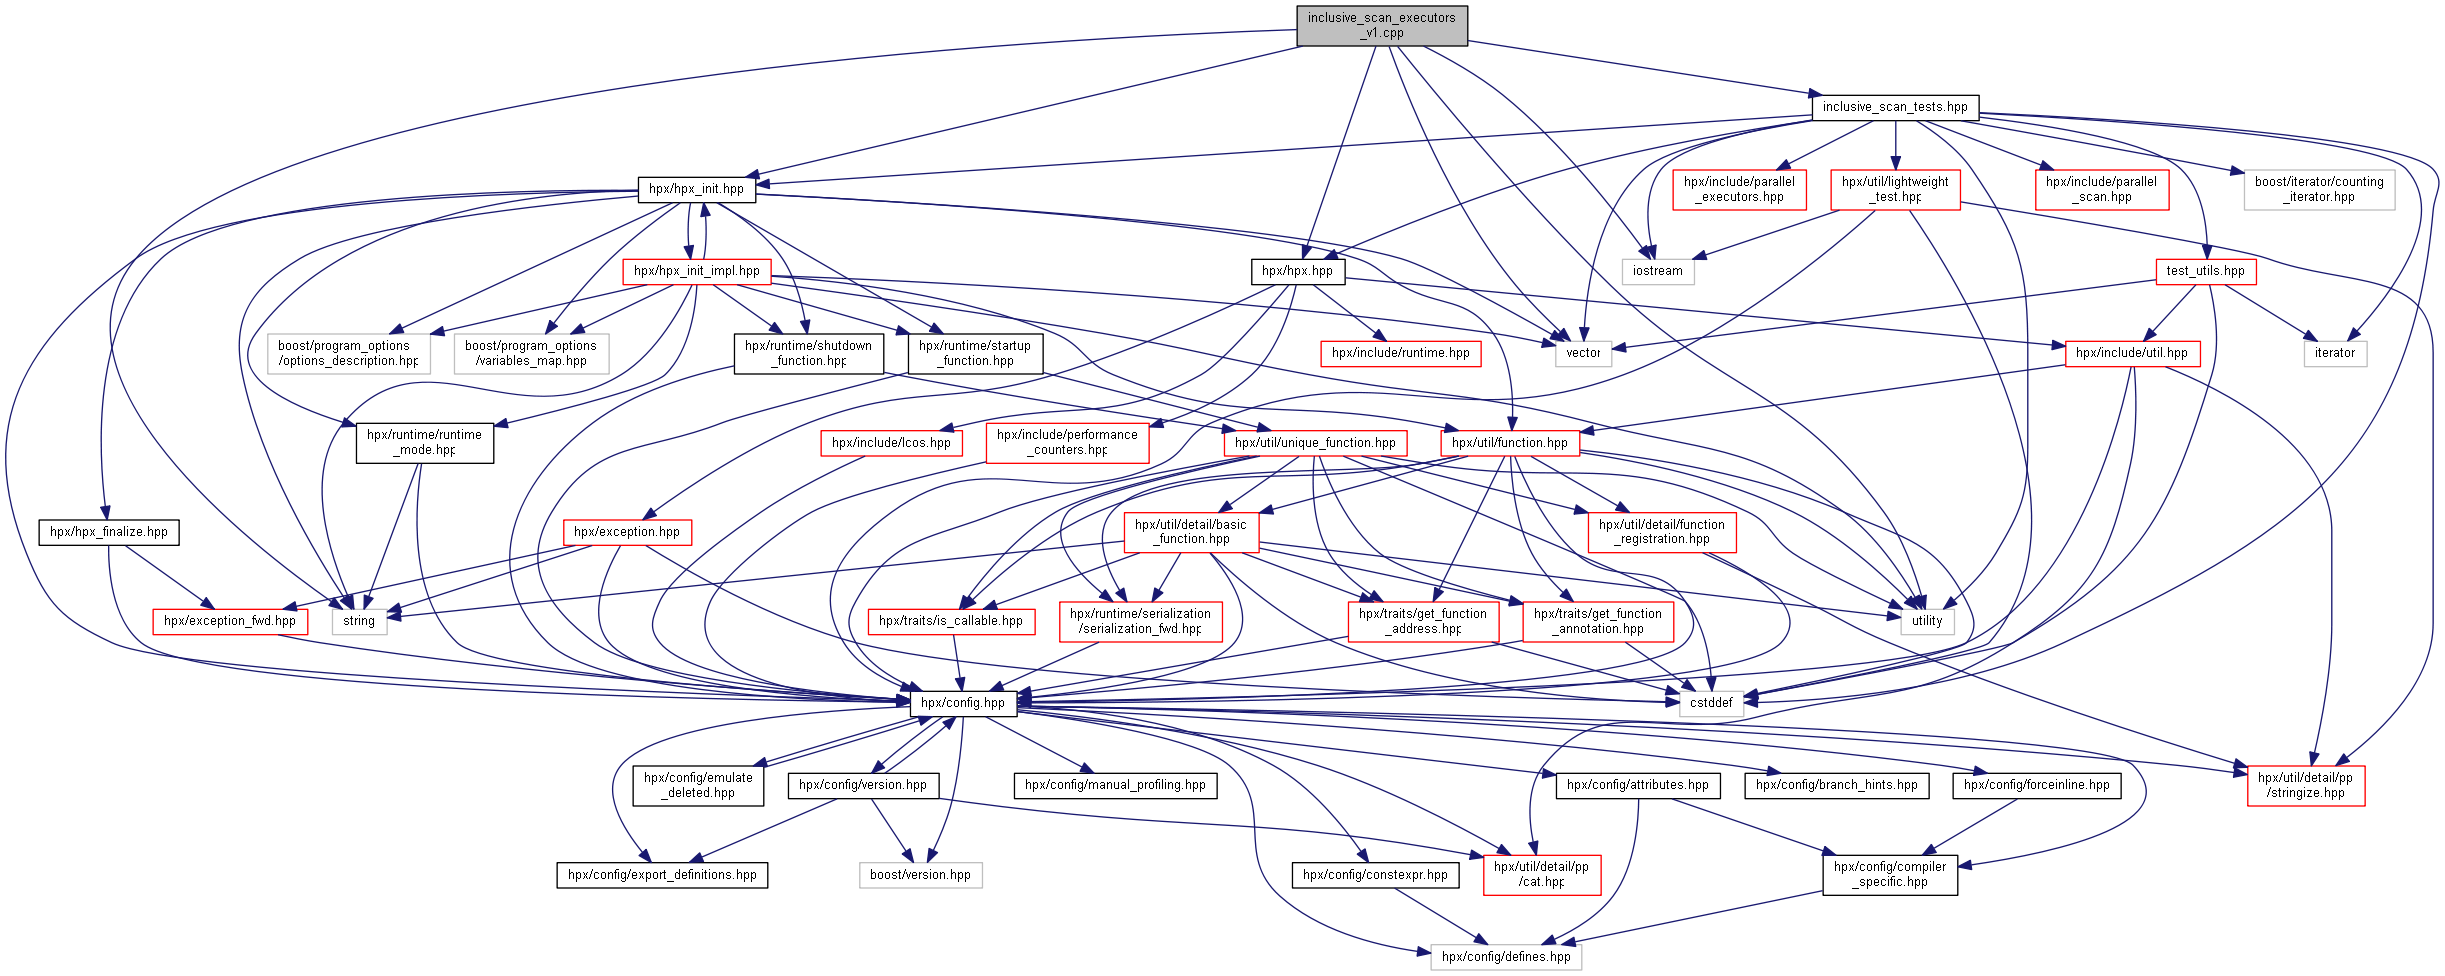 inclusive_scan_executors
_v1.cpp
inclusive_scan_tests.hpp
hpx/hpx_init.hpp
hpx/include/parallel
_executors.hpp
hpx/util/lightweight
_test.hpp
hpx/include/parallel
_scan.hpp
boost/iterator/counting
_iterator.hpp
hpx/hpx_init_impl.hpp
hpx/hpx.hpp
iostream
test_utils.hpp
boost/program_options
/options_description.hpp
boost/program_options
/variables_map.hpp
hpx/runtime/shutdown
_function.hpp
hpx/runtime/startup
_function.hpp
hpx/include/runtime.hpp
vector
hpx/include/util.hpp
iterator
hpx/runtime/runtime
_mode.hpp
hpx/include/lcos.hpp
hpx/include/performance
_counters.hpp
hpx/util/unique_function.hpp
hpx/util/function.hpp
hpx/hpx_finalize.hpp
hpx/exception.hpp
hpx/util/detail/basic
_function.hpp
hpx/util/detail/function
_registration.hpp
hpx/exception_fwd.hpp
string
hpx/traits/is_callable.hpp
hpx/runtime/serialization
/serialization_fwd.hpp
hpx/traits/get_function
_address.hpp
hpx/traits/get_function
_annotation.hpp
utility
hpx/config.hpp
cstddef
hpx/config/emulate
_deleted.hpp
hpx/config/version.hpp
hpx/config/manual_profiling.hpp
hpx/config/attributes.hpp
hpx/config/branch_hints.hpp
hpx/config/forceinline.hpp
hpx/util/detail/pp
/stringize.hpp
hpx/config/export_definitions.hpp
boost/version.hpp
hpx/config/constexpr.hpp
hpx/util/detail/pp
/cat.hpp
hpx/config/compiler
_specific.hpp
hpx/config/defines.hpp